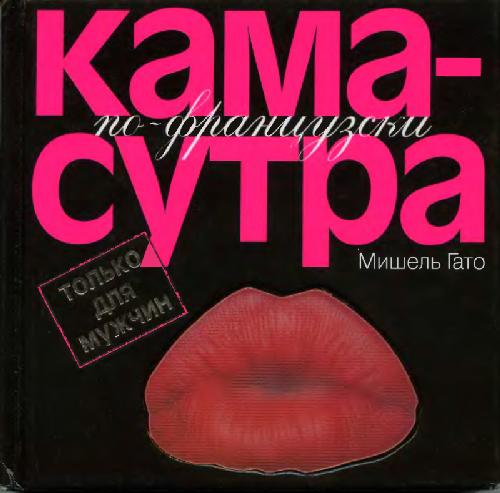 кама-
по-французски
сутра
Мишель Гато
ТОЛЬКО
ДЛЯ
МУЖЧИН